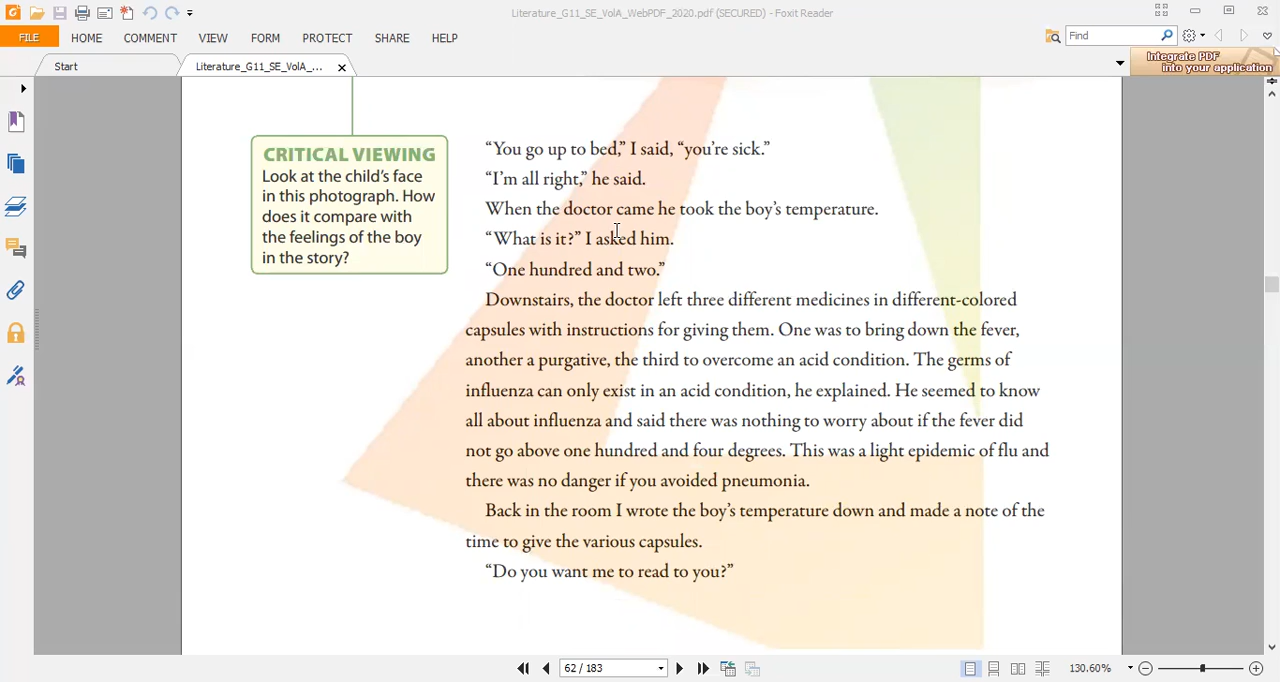 Literature_G11_SE_VolA_WebPDF_2020.pdf (SECURED) - Foxit Reader
FILE HOME COMMENT VIEW FORM PROTECT SHARE HELP
Find
Start
Literature_G11_SE_VolA_...
Integrate PDF
into your application
CRITICAL VIEWING
Look at the child’s face
in this photograph. How
does it compare with
the feelings of the boy
in the story?
“You go up to bed,” I said, “you’re sick.”
“I’m all right,” he said.
When the doctor came he took the boy’s temperature.
“What is it?” I asked him.
“One hundred and two.”
Downstairs, the doctor left three different medicines in different-colored
capsules with instructions for giving them. One was to bring down the fever,
another a purgative, the third to overcome an acid condition. The germs of
influenza can only exist in an acid condition, he explained. He seemed to know
all about influenza and said there was nothing to worry about if the fever did
not go above one hundred and four degrees. This was a light epidemic of flu and
there was no danger if you avoided pneumonia.
Back in the room I wrote the boy’s temperature down and made a note of the
time to give the various capsules.
“Do you want me to read to you?”
62 / 183
130.60%